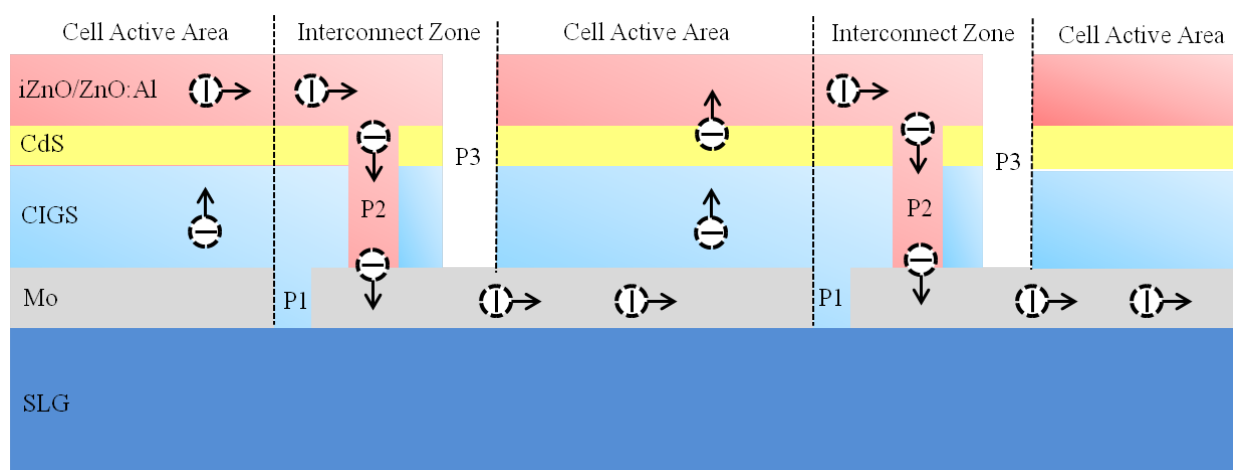 Cell Active Area
Interconnect Zone
Cell Active Area
Interconnect Zone
Cell Active Area
iZnO/ZnO:Al
CdS
P3
P3
CIGS
P2
P2
Mo
P1
P1
SLG